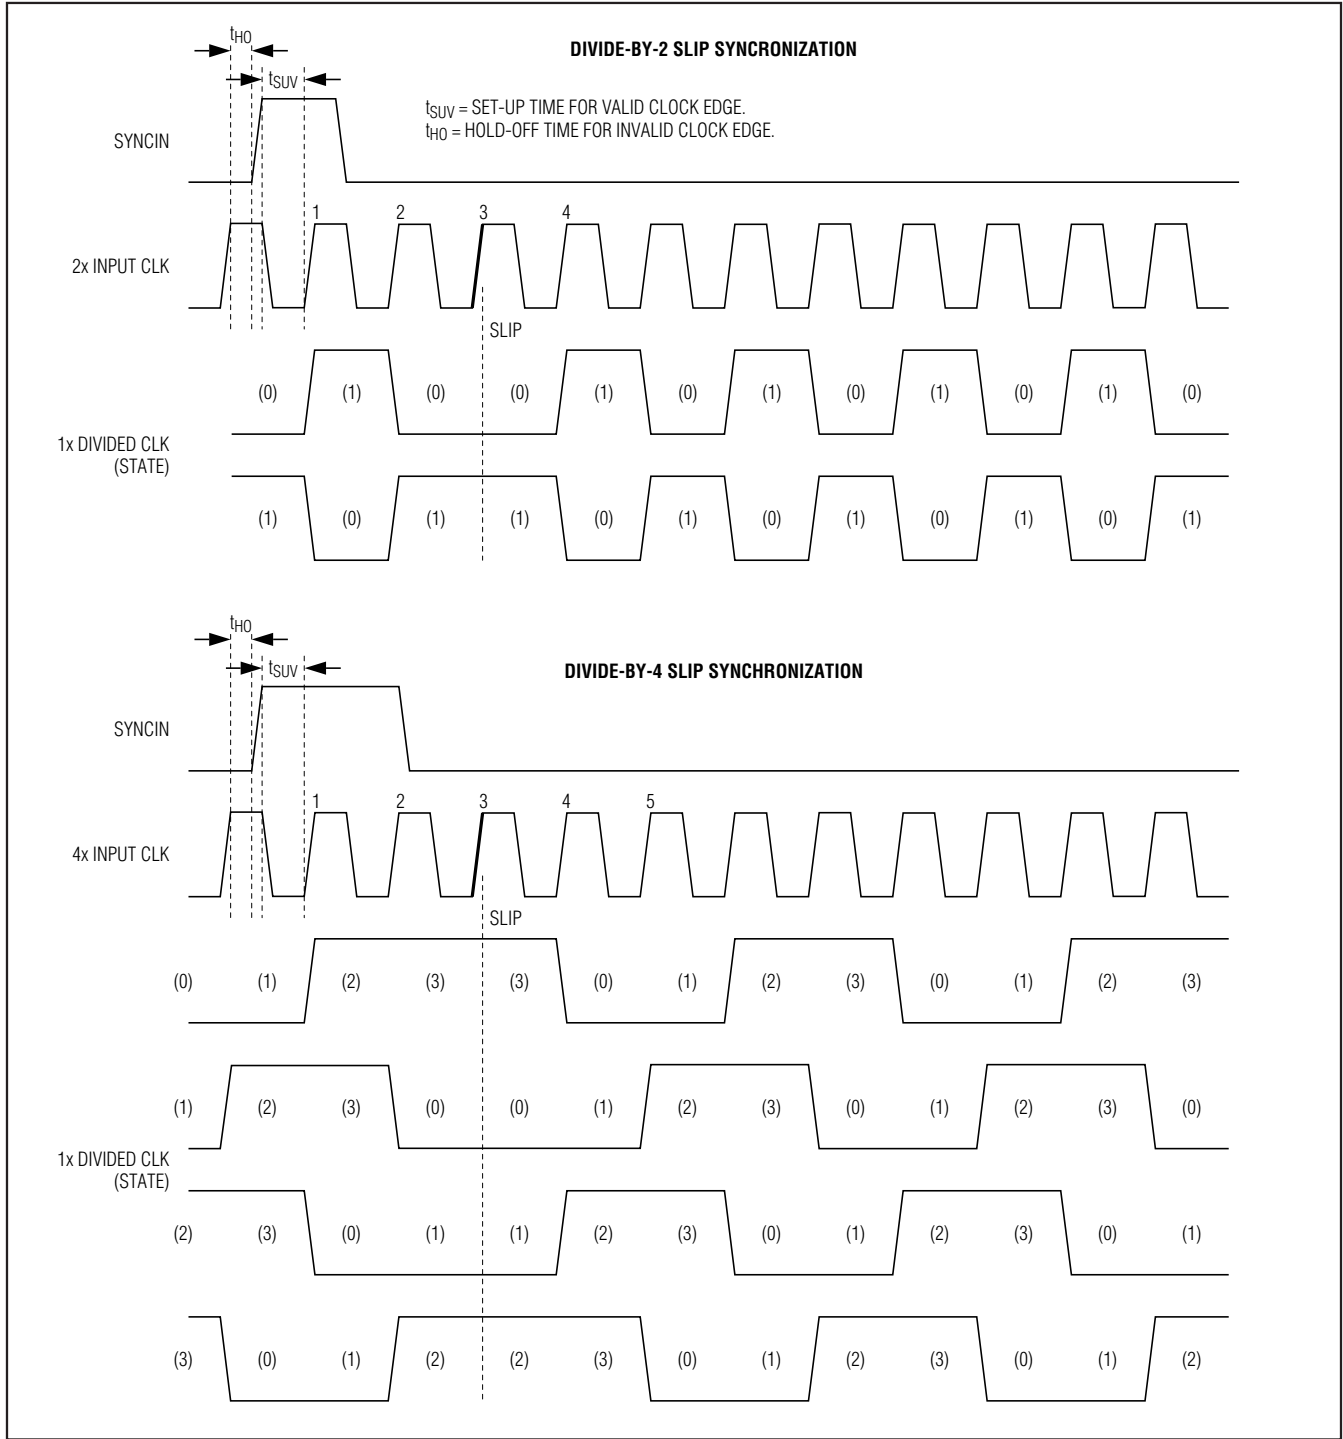 tHO
DIVIDE-BY-2 SLIP SYNCRONIZATION
tSUV
tSUV = SET-UP TIME FOR VALID CLOCK EDGE.
tHO = HOLD-OFF TIME FOR INVALID CLOCK EDGE.
SYNCIN
1 2 3 4
2x INPUT CLK
SLIP
(0) (1) (0) (0) (1) (0) (1) (0) (1) (0) (1) (0)
1x DIVIDED CLK
(STATE)
(1) (0) (1) (1) (0) (1) (0) (1) (0) (1) (0) (1)
tHO
tSUV
DIVIDE-BY-4 SLIP SYNCHRONIZATION
SYNCIN
1 2 3 4 5
4x INPUT CLK
SLIP
(0) (1) (2) (3) (3) (0) (1) (2) (3) (0) (1) (2) (3)
(1) (2) (3) (0) (0) (1) (2) (3) (0) (1) (2) (3) (0)
1x DIVIDED CLK
(STATE)
(2) (3) (0) (1) (1) (2) (3) (0) (1) (2) (3) (0) (1)
(3) (0) (1) (2) (2) (3) (0) (1) (2) (3) (0) (1) (2)